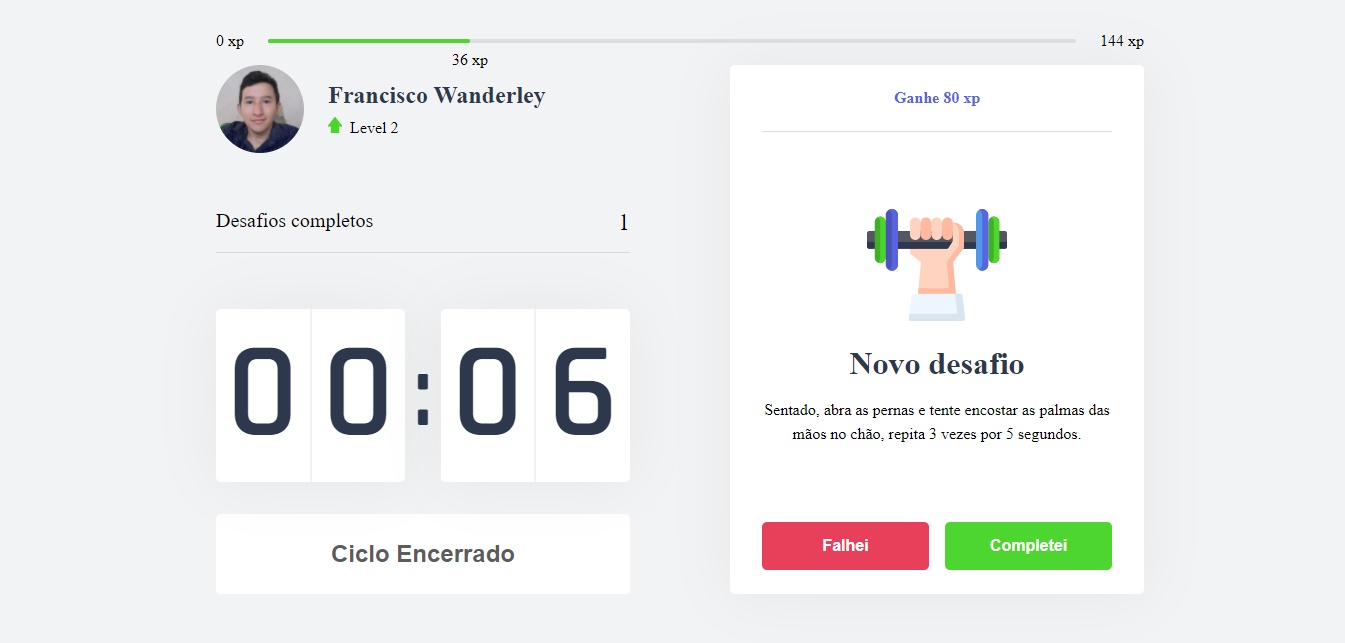 0 xp
144 xp
36 xp
Francisco Wanderley
Level 2
Desafios completos
1
00:06
Ciclo Encerrado
Ganhe 80 xp
Novo desafio
Sentado, abra as pernas e tente encostar as palmas das
mãos no chão, repita 3 vezes por 5 segundos.
Falhei
Completei